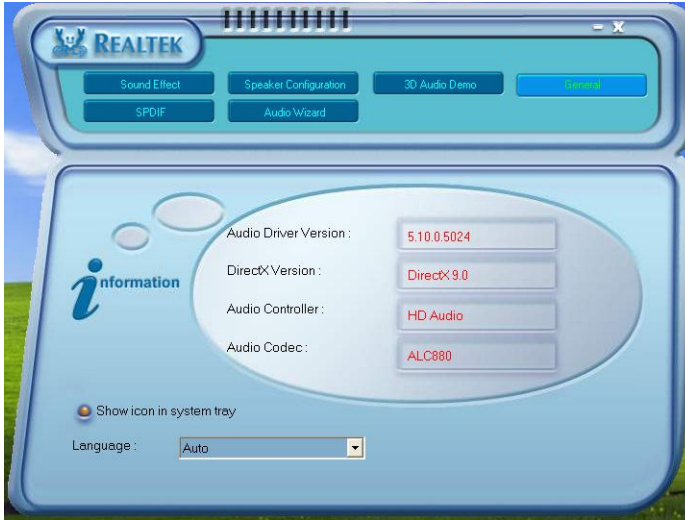 REALTEK
- X
Sound Effect
Speaker Configuration
3D Audio Demo
General
SPDIF
Audio Wizard
information
Audio Driver Version :
5.10.0.5024
DirectX Version :
DirectX 9.0
Audio Controller :
HD Audio
Audio Codec :
ALC880
Show icon in system tray
Language :
Auto